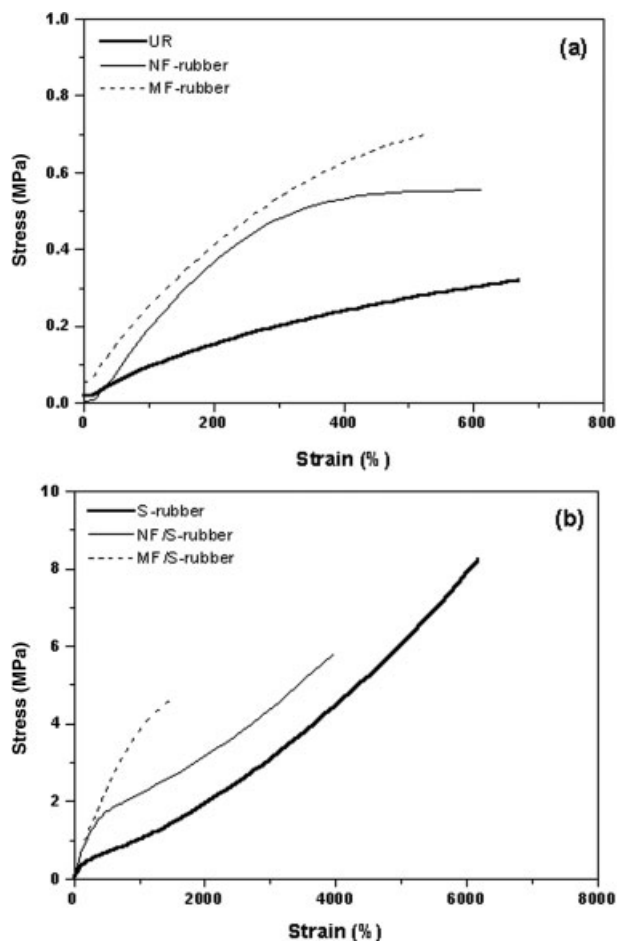 1.0
0.8
0.6
0.4
0.2
0.0
Stress (MPa)
UR
NF-rubber
MF-rubber
(a)
0 200 400 600 800
Strain (%)
10
8
6
4
2
0
Stress (MPa)
S-rubber
NF/S-rubber
MF/S-rubber
(b)
0 2000 4000 6000 8000
Strain (%)